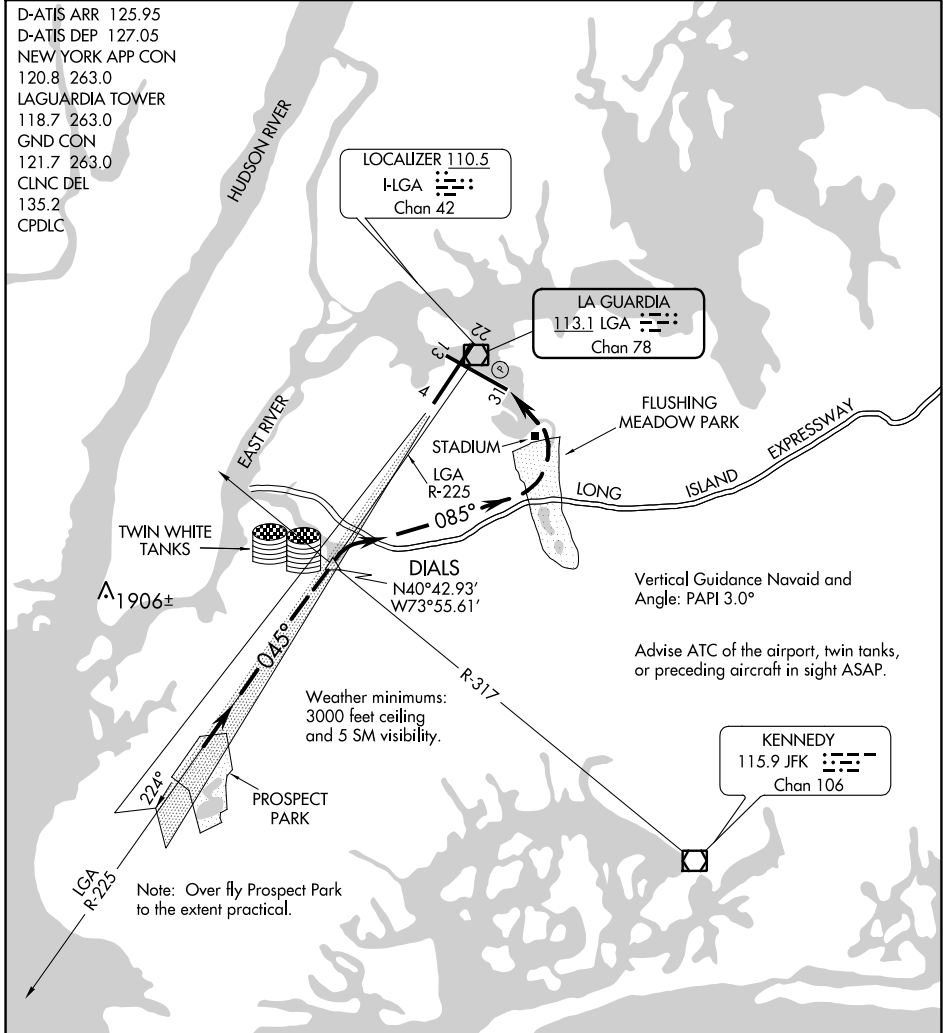 D-ATIS ARR 125.95
D-ATIS DEP 127.05
NEW YORK APP CON
120.8 263.0
LAGUARDIA TOWER
118.7 263.0
GND CON
121.7 263.0
CLNC DEL
135.2
CPDLC
HUDSON RIVER
LOCALIZER 110.5
I-LGA
Chan 42
LA GUARDIA
113.1 LGA
Chan 78
22
13
P
4
31
EAST RIVER
STADIUM
FLUSHING
MEADOW PARK
LGA
R-225
LONG ISLAND EXPRESSWAY
085°
TWIN WHITE
TANKS
DIALS
N40°42.93'
W73°55.61'
1906±
045°
Vertical Guidance Navaid and
Angle: PAPI 3.0°
Advise ATC of the airport, twin tanks,
or preceding aircraft in sight ASAP.
R-317
Weather minimums:
3000 feet ceiling
and 5 SM visibility.
KENNEDY
115.9 JFK
Chan 106
224°
PROSPECT
PARK
LGA
R-225
Note: Over fly Prospect Park
to the extent practical.